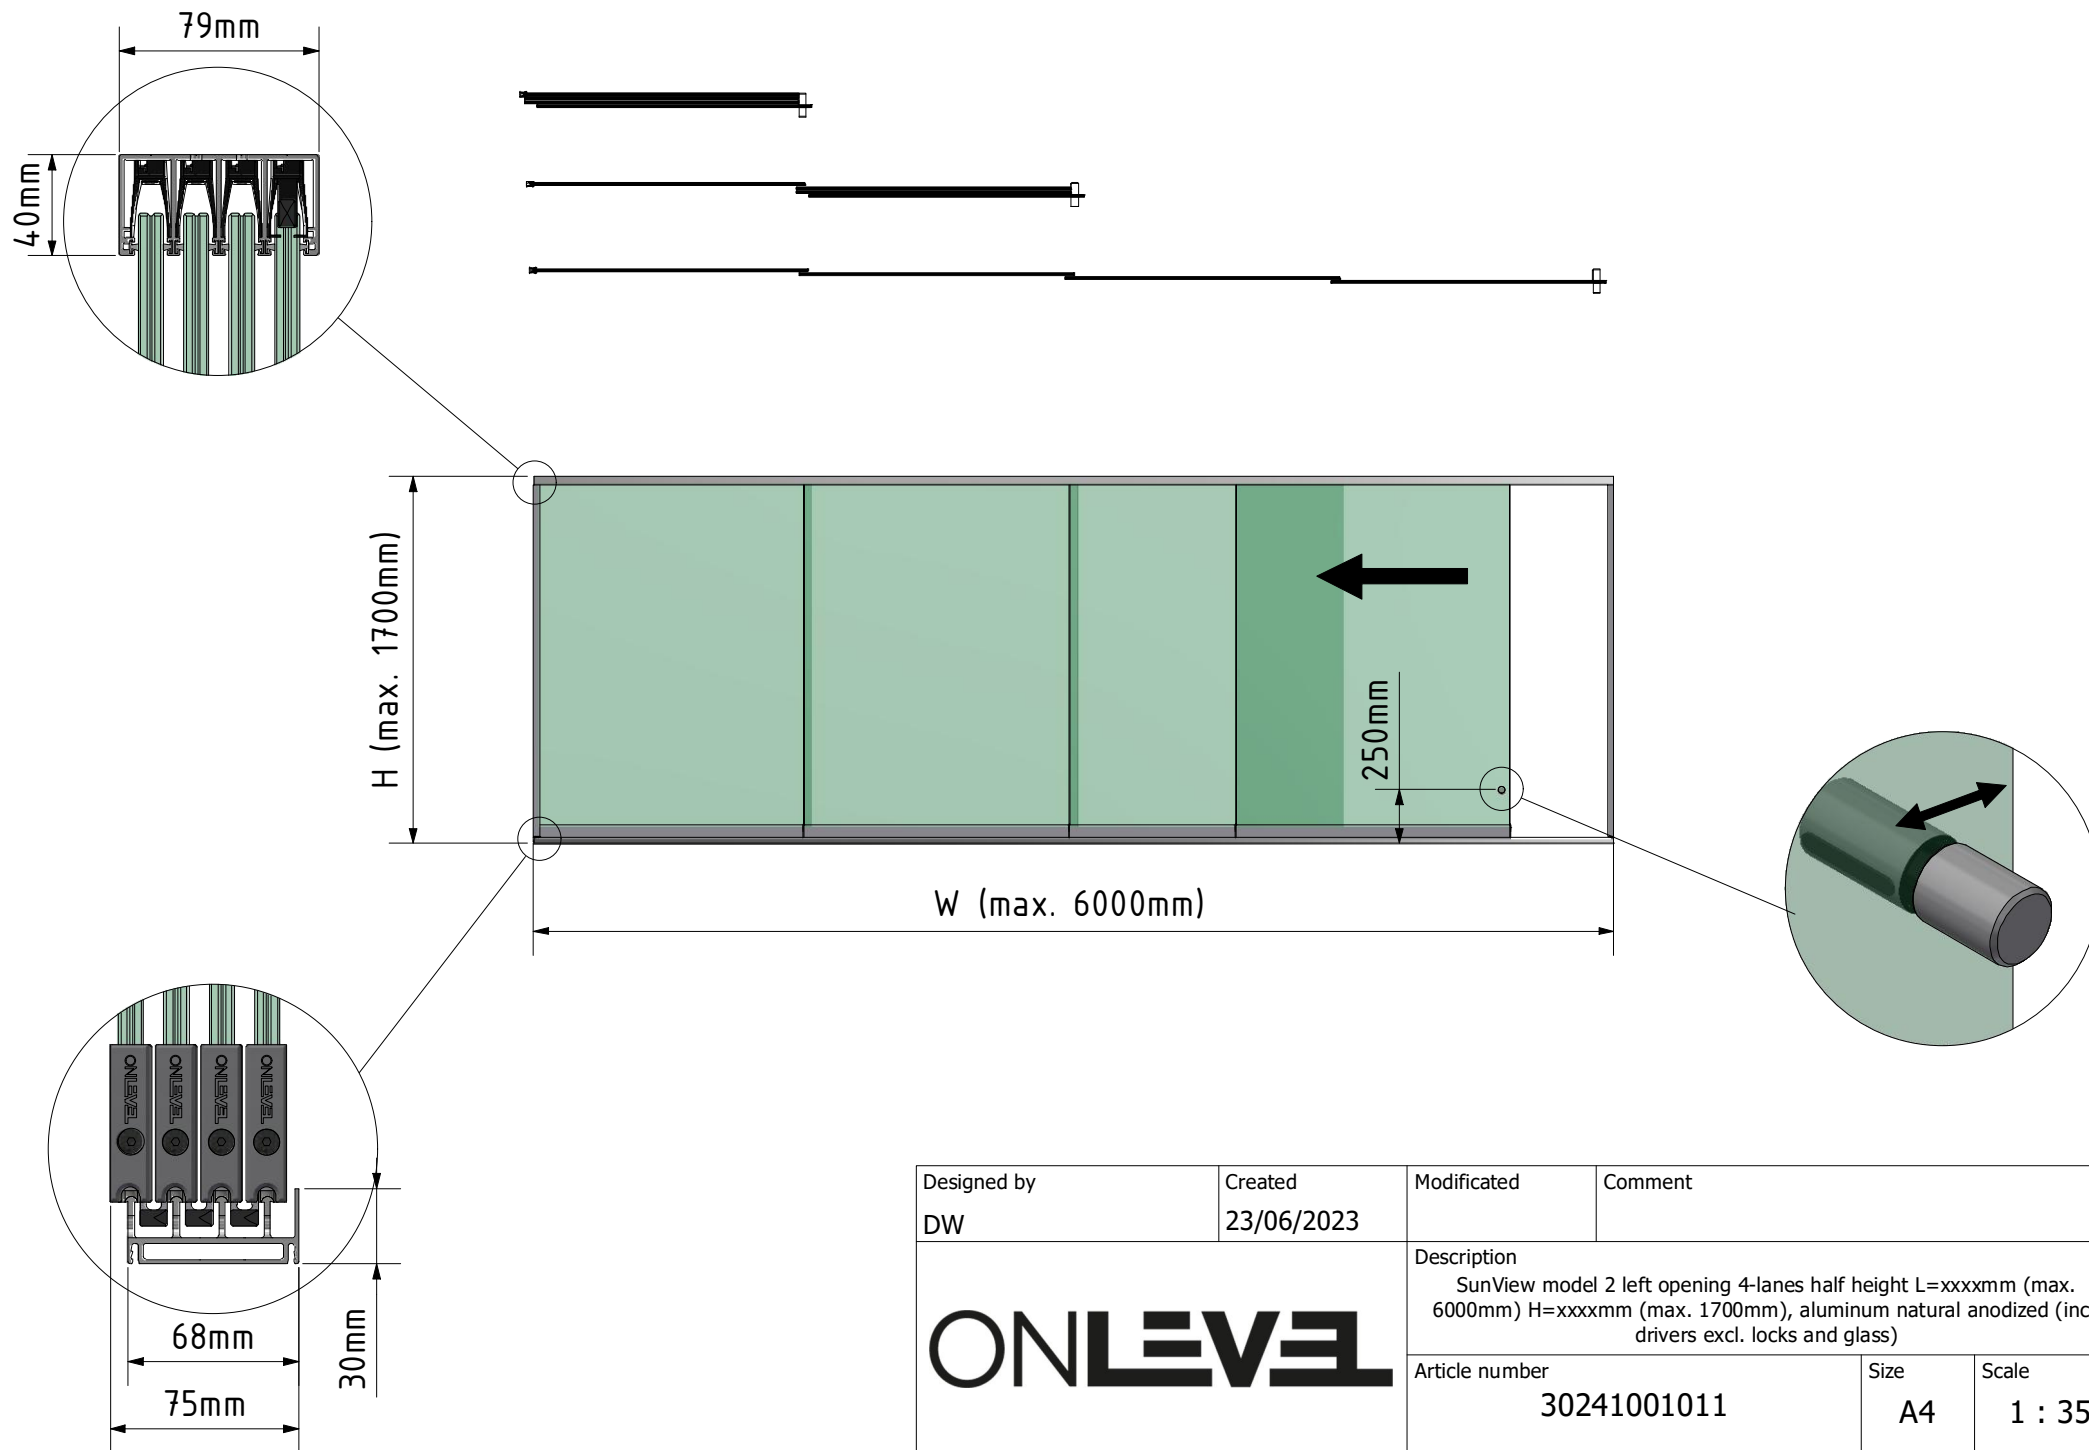 79mm
40mm
H (max. 1700mm)
250mm
W (max. 6000mm)
ONLEVEL
ONLEVEL
ONLEVEL
ONLEVEL
30mm
68mm
75mm
Designed by
DW
Created
23/06/2023
Modificated
Comment
ONLEVEL
Description
SunView model 2 left opening 4-lanes half height L=xxxxmm (max.
6000mm) H=xxxxmm (max. 1700mm), aluminum natural anodized (inc
drivers excl. locks and glass)
Article number
30241001011
Size
A4
Scale
1 : 35